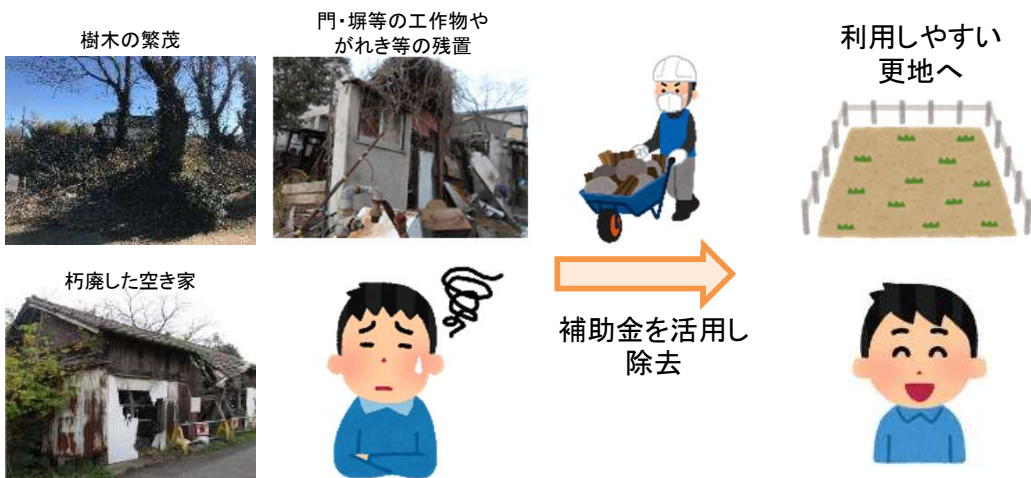 樹木の繁茂
門・塀等の工作物や
がれき等の残置
利用しやすい
更地へ
朽廃した空き家
補助金を活用し
除去